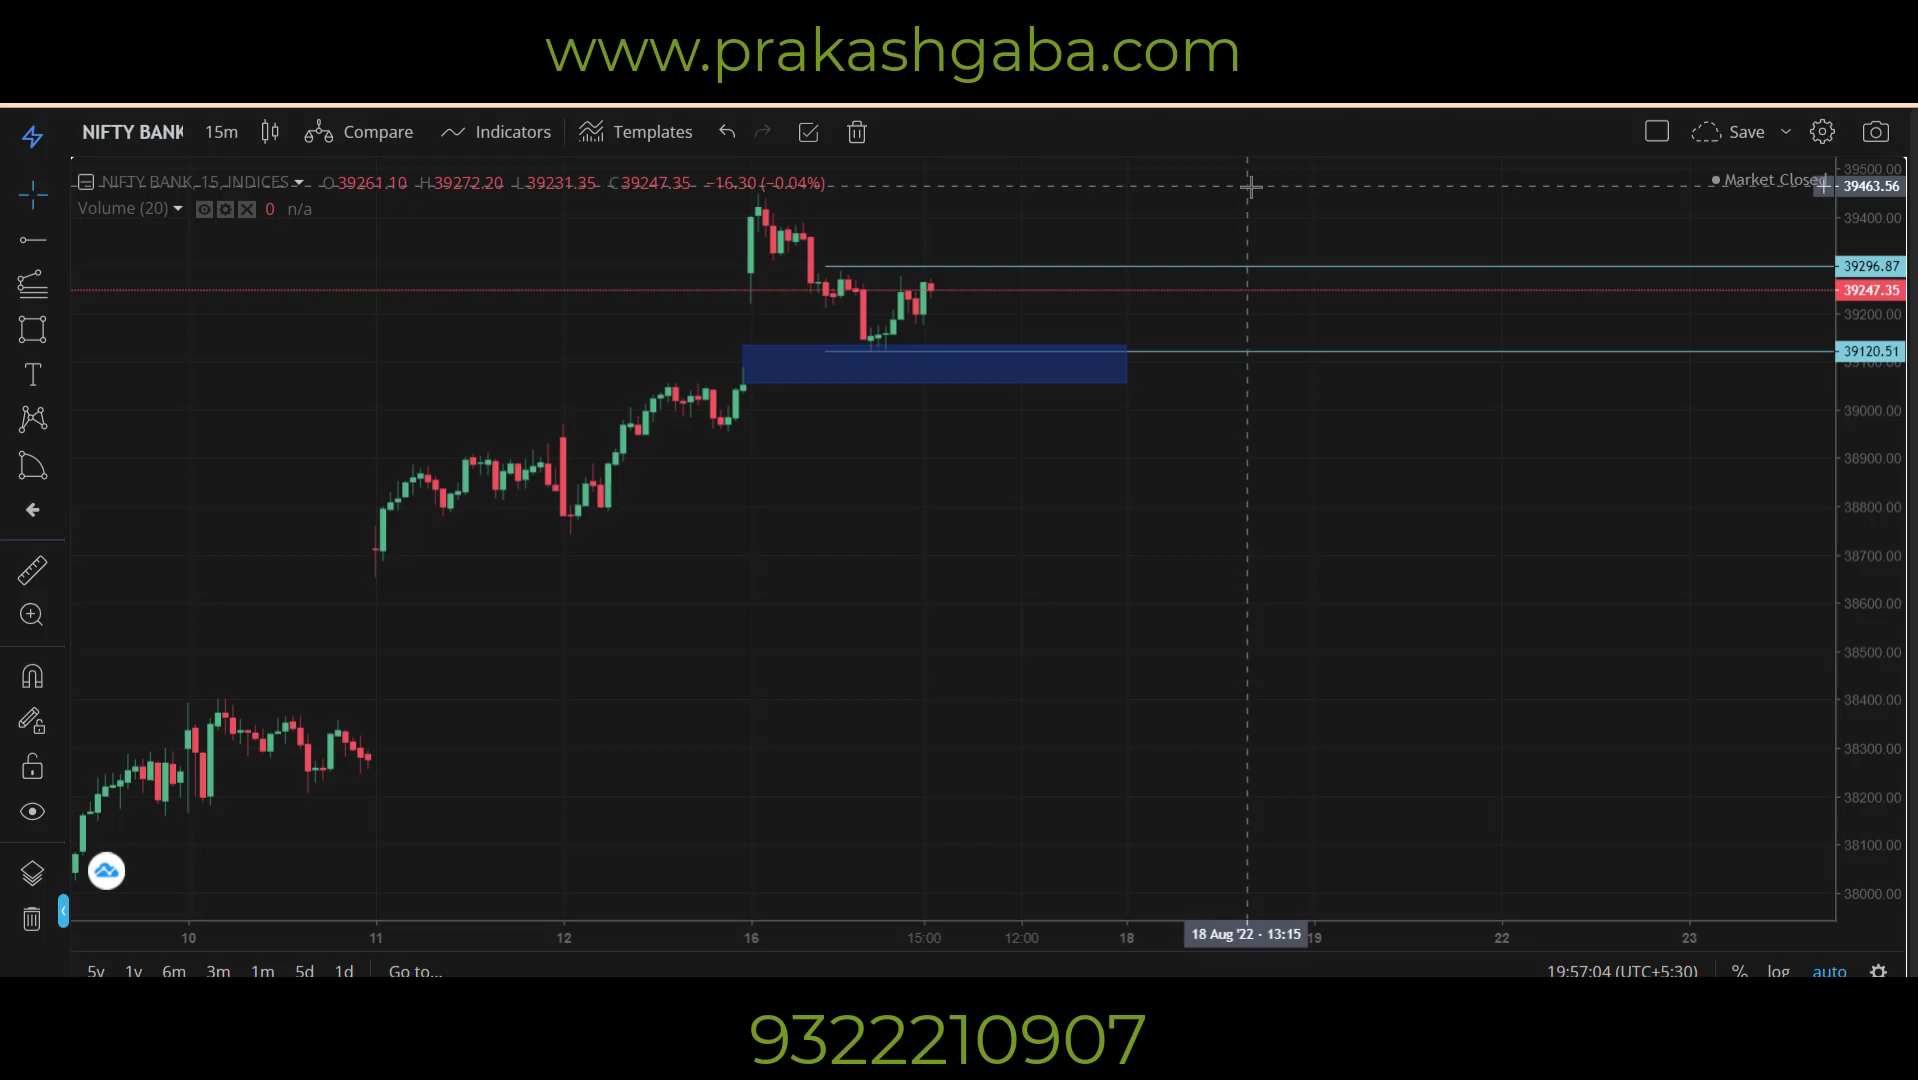 www.prakashgaba.com
NIFTY BANK 15m Compare Indicators Templates Save
NIFTY BANK, 15, INDICES O39261.10 H39272.20 L39231.35 C39247.35 −16.30 (−0.04%)
Market Closed
Volume (20) 0 n/a
39500.00
39463.56
39400.00
39296.87
39247.35
39200.00
39120.51
39100.00
39000.00
38900.00
38800.00
38700.00
38600.00
38500.00
38400.00
38300.00
38200.00
38100.00
38000.00
10 11 12 16 15:00 12:00 18 18 Aug '22 - 13:15 19 22 23
5y 1y 6m 3m 1m 5d 1d Go to... 19:57:04 (UTC+5:30) % log auto
9322210907